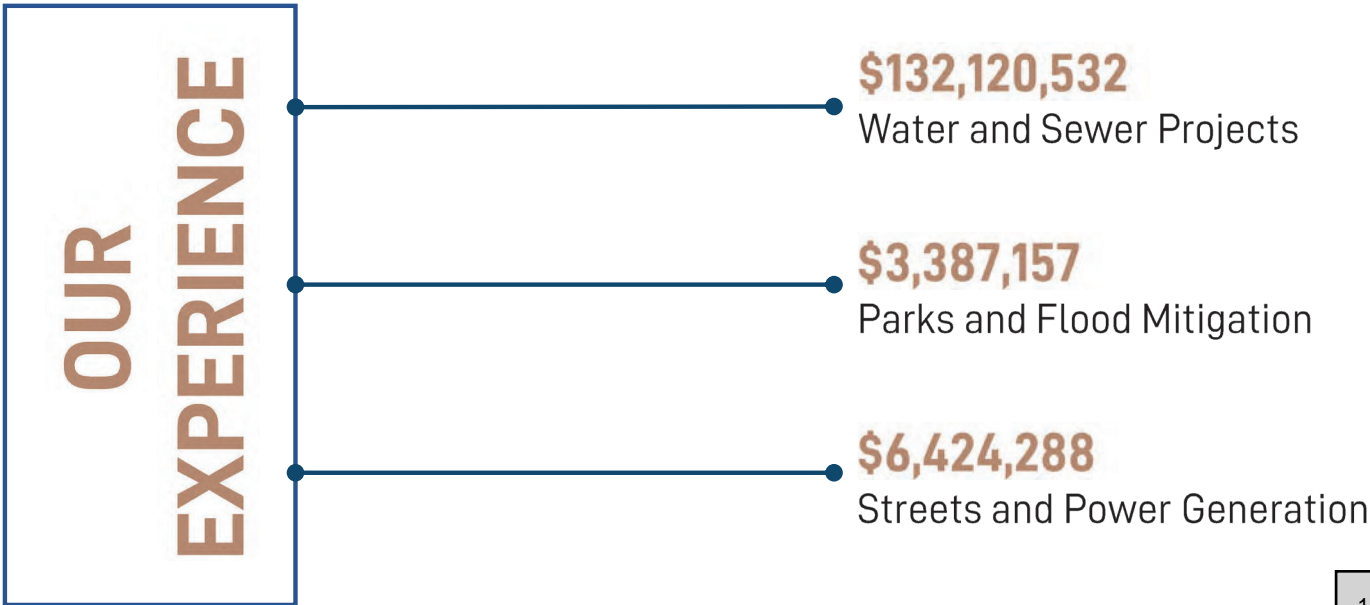 OUR
EXPERIENCE
$132,120,532
Water and Sewer Projects
$3,387,157
Parks and Flood Mitigation
$6,424,288
Streets and Power Generation
1